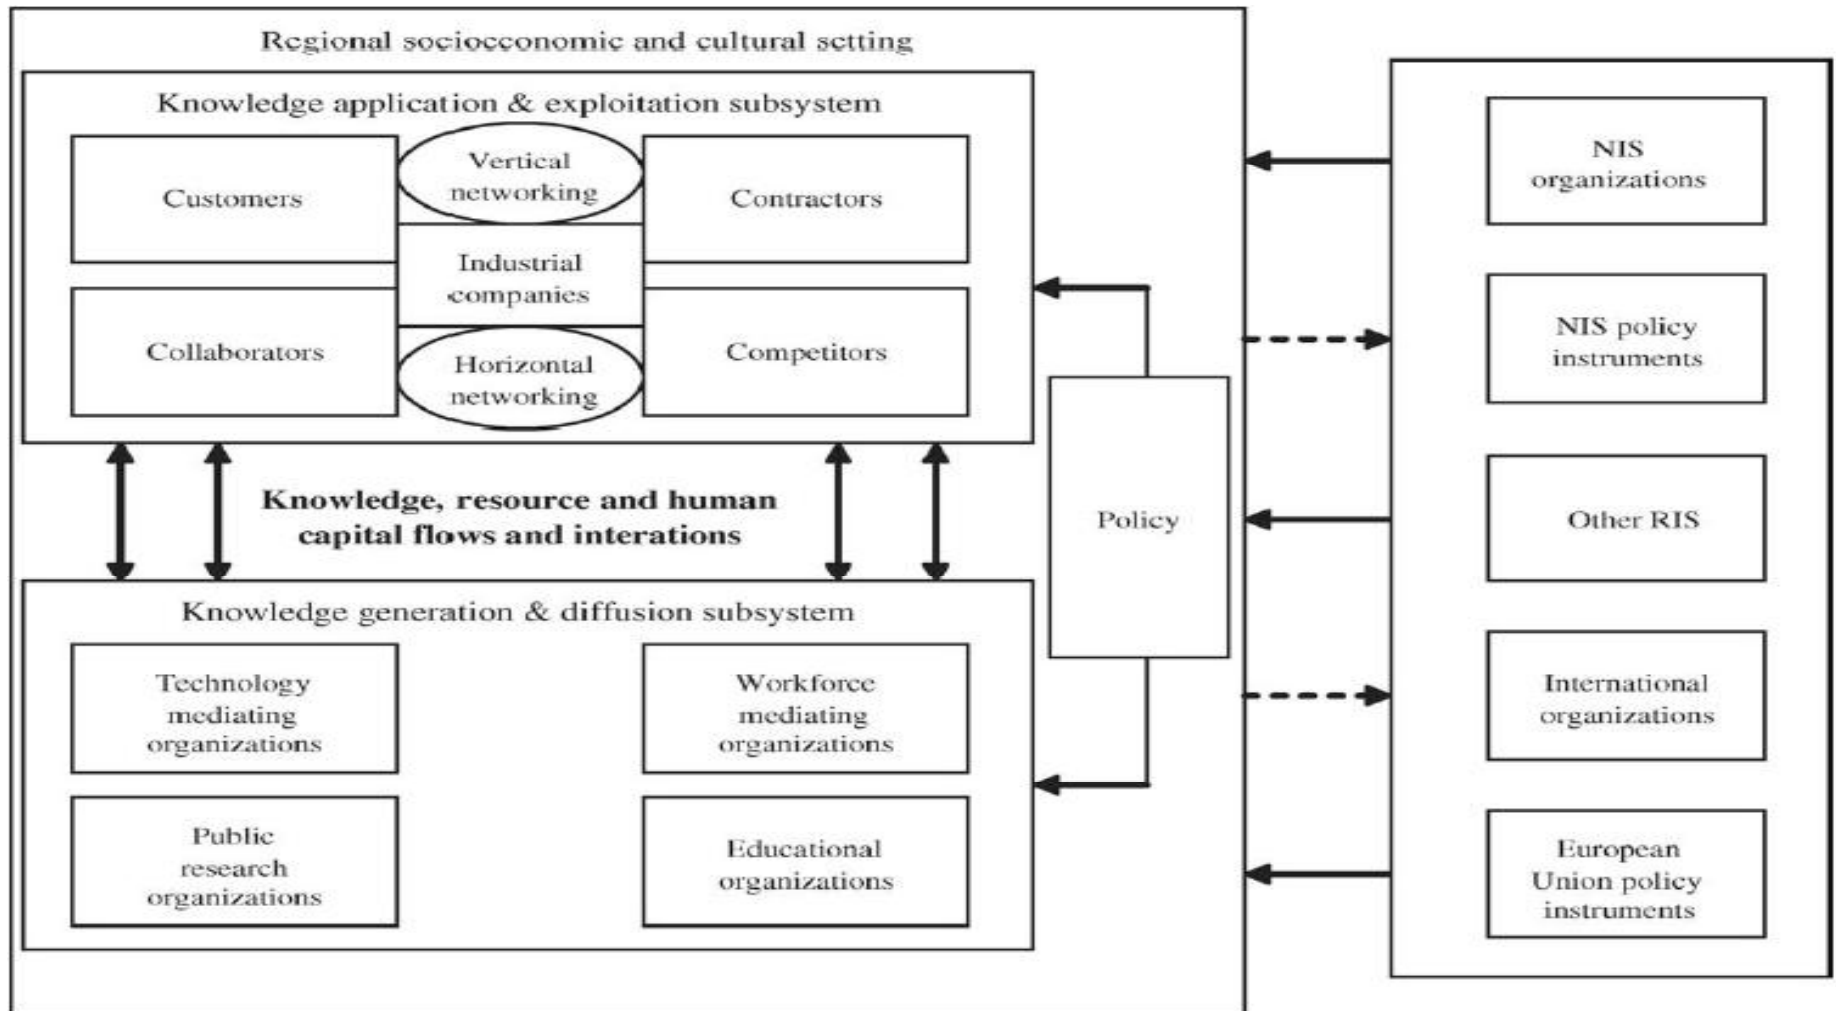 Regional socioeconomic and cultural setting
Knowledge application & exploitation subsystem
Customers
Vertical
networking
Contractors
Industrial
companies
Collaborators
Horizontal
networking
Competitors
Knowledge, resource and human
capital flows and interations
Policy
Knowledge generation & diffusion subsystem
Technology
mediating
organizations
Workforce
mediating
organizations
Public
research
organizations
Educational
organizations
NIS
organizations
NIS policy
instruments
Other RIS
International
organizations
European
Union policy
instruments